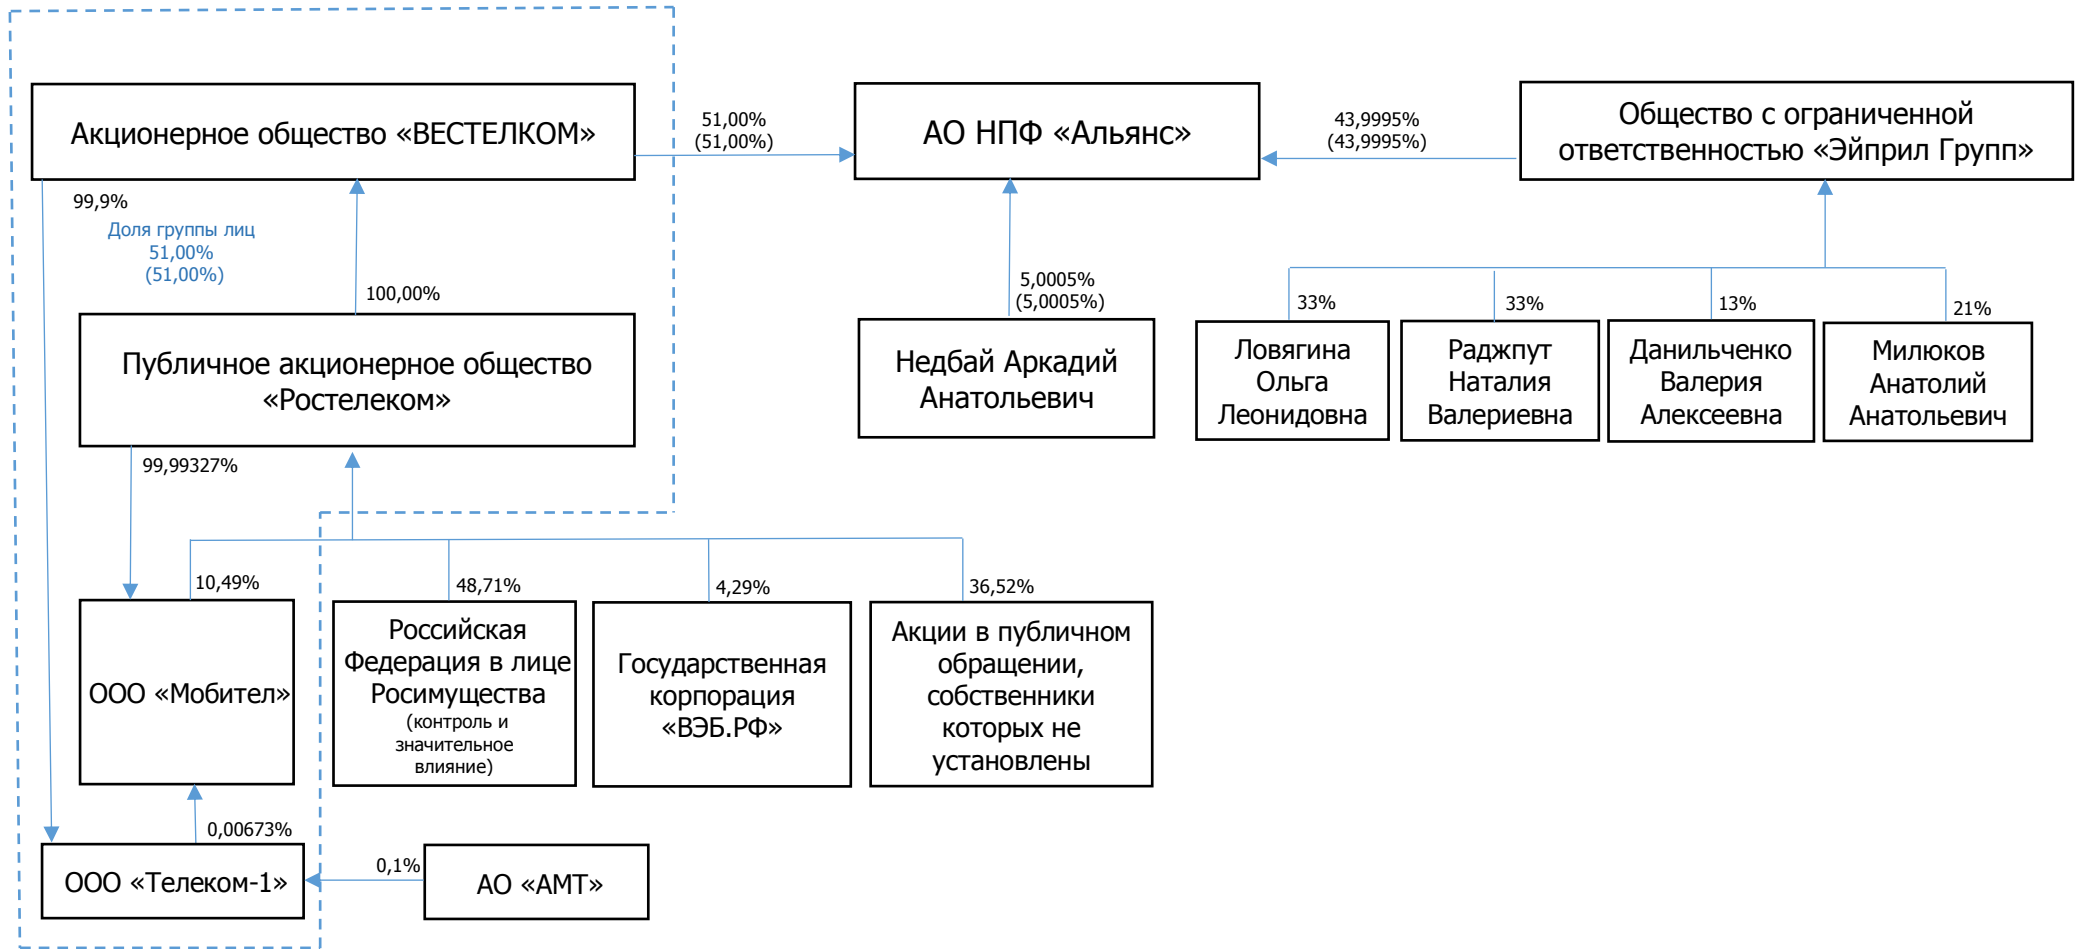 Акционерное общество «ВЕСТЕЛКОМ»
51,00%
(51,00%)
АО НПФ «Альянс»
43,9995%
(43,9995%)
Общество с ограниченной
ответственностью «Эйприл Групп»
99,9%
Доля группы лиц
51,00%
(51,00%)
100,00%
5,0005%
(5,0005%)
33%
33%
13%
21%
Публичное акционерное общество
«Ростелеком»
Недбай Аркадий
Анатольевич
Ловягина
Ольга
Леонидовна
Раджпут
Наталия
Валериевна
Данильченко
Валерия
Алексеевна
Милюков
Анатолий
Анатольевич
99,99327%
10,49%
48,71%
4,29%
36,52%
ООО «Мобител»
Российская
Федерация в лице
Росимущества
(контроль и
значительное
влияние)
Государственная
корпорация
«ВЭБ.РФ»
Акции в публичном
обращении,
собственники
которых не
установлены
0,00673%
ООО «Телеком-1»
0,1%
АО «АМТ»